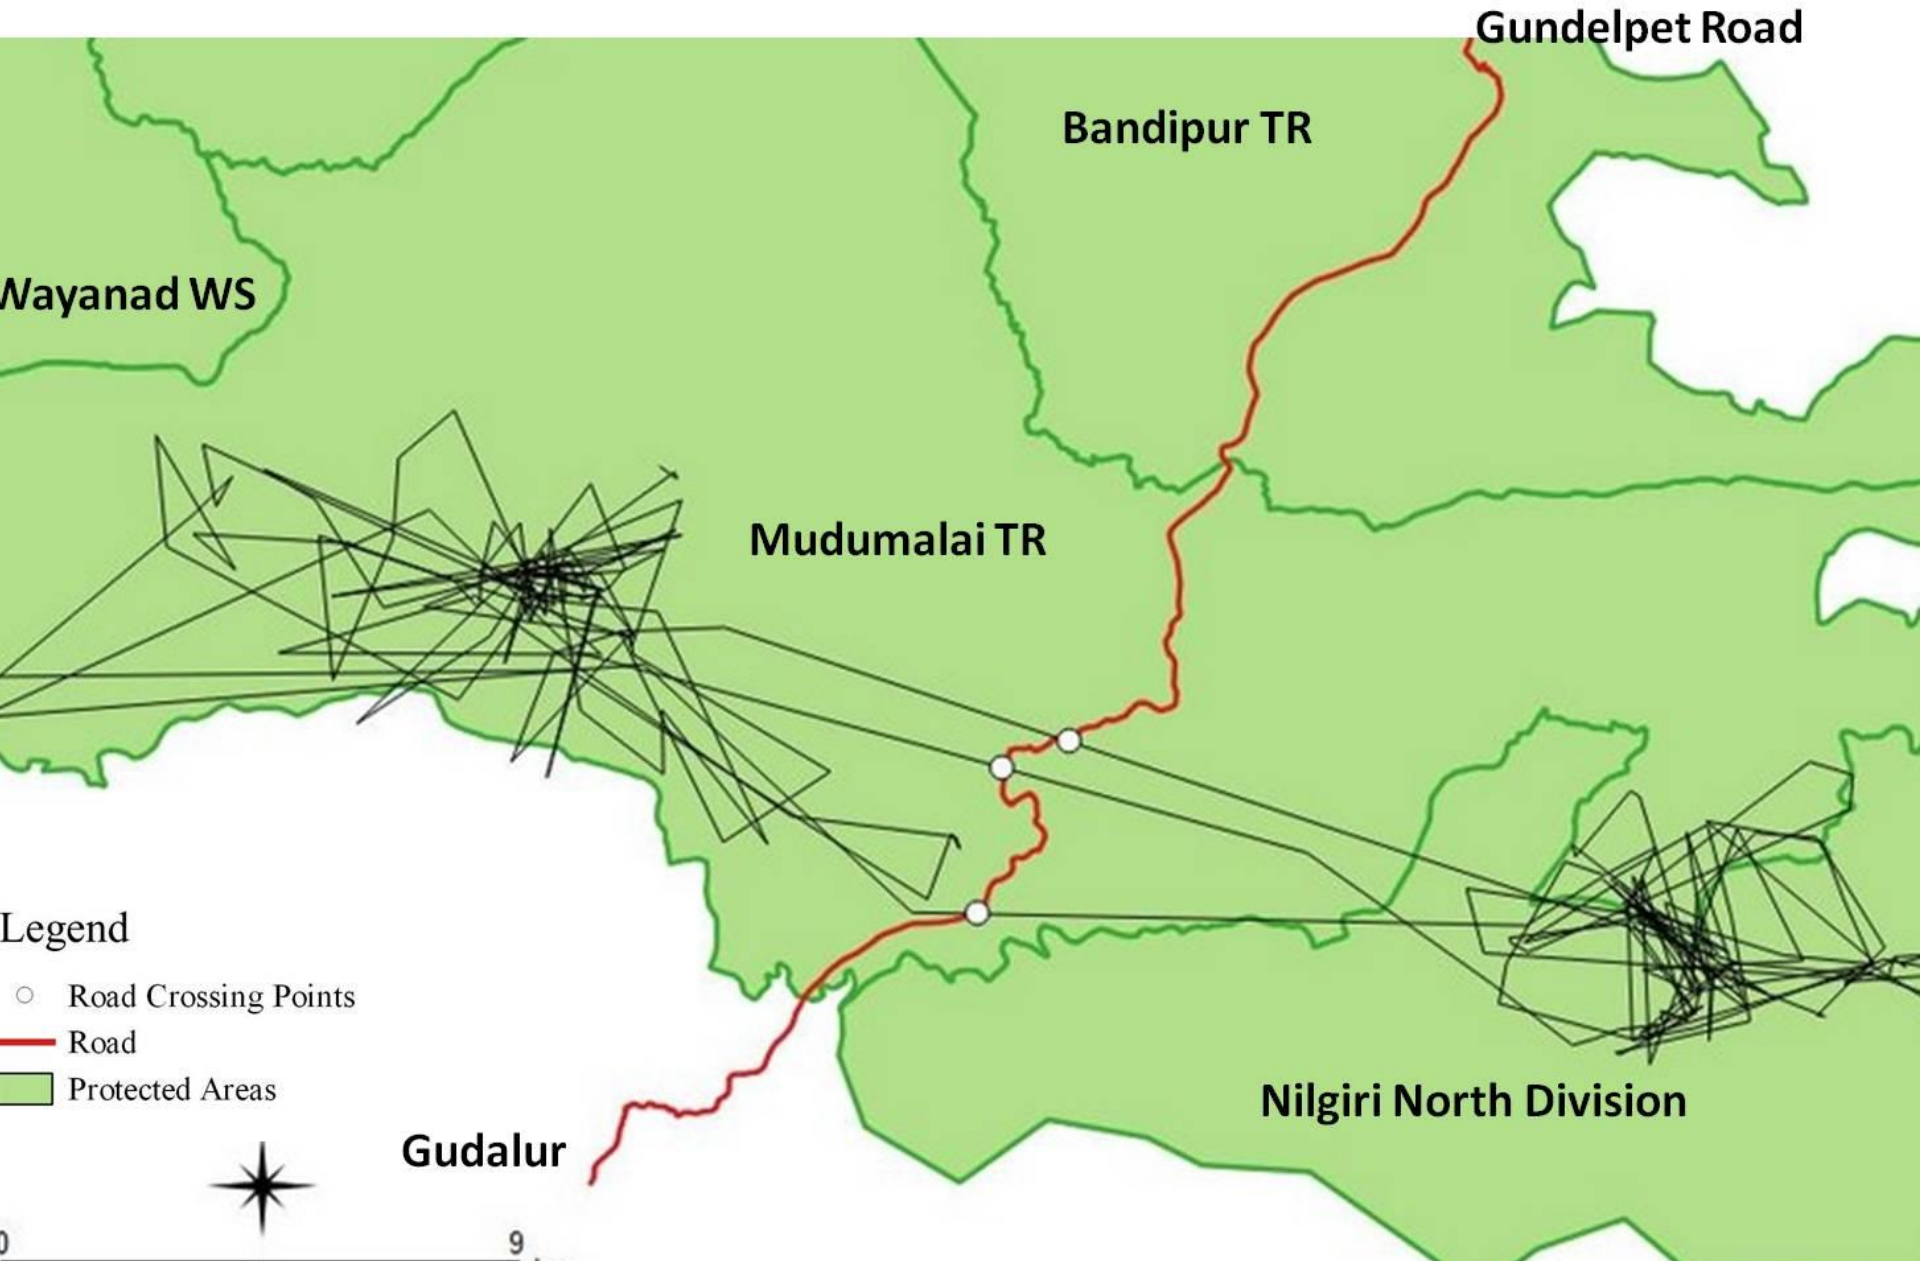 Gundelpet Road
Bandipur TR
Wayanad WS
Mudumalai TR
Legend
Road Crossing Points
Road
Protected Areas
Nilgiri North Division
Gudalur
0 9